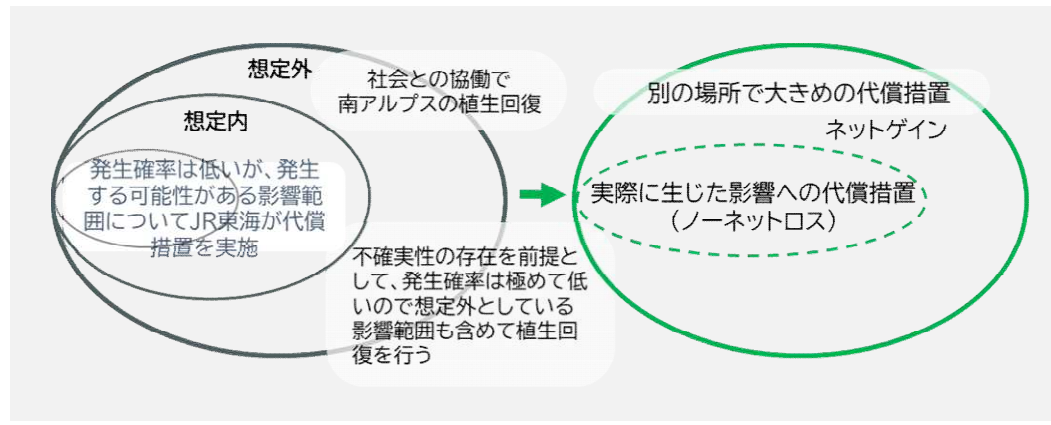 想定外
社会との協働で
南アルプスの植生回復
想定内
発生確率は低いが、発生
する可能性がある影響範
囲についてJR東海が代償
措置を実施
不確実性の存在を前提と
して、発生確率は極めて低
いので想定外としている
影響範囲も含めて植生回
復を行う
別の場所で大きめの代償措置
ネットゲイン
実際に生じた影響への代償措置
（ノーネットロス）